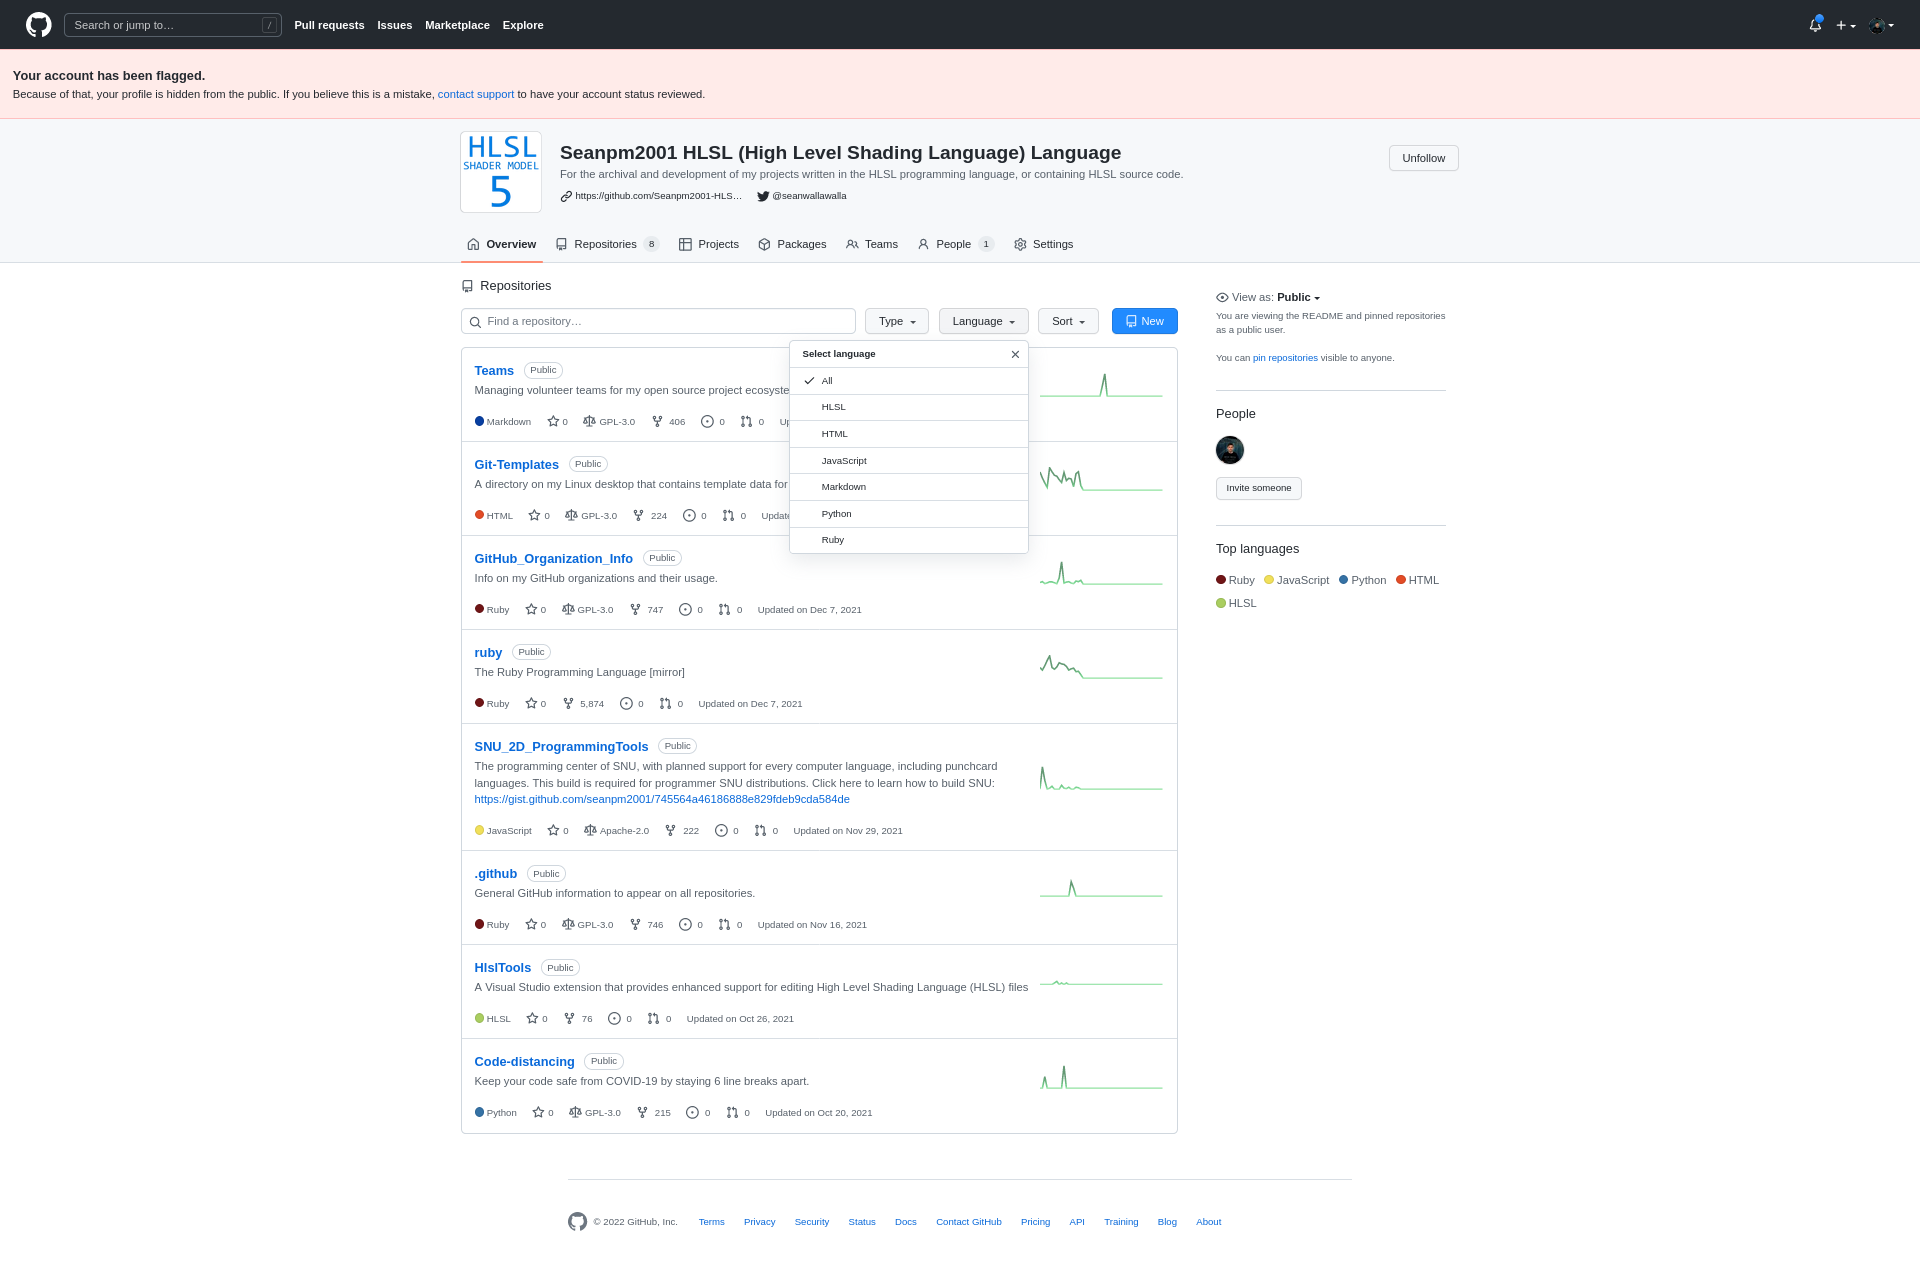 Search or jump to…
/
Pull requests
Issues
Marketplace
Explore
Your account has been flagged.
Because of that, your profile is hidden from the public. If you believe this is a mistake, contact support to have your account status reviewed.
HLSL
SHADER MODEL
5
Seanpm2001 HLSL (High Level Shading Language) Language
For the archival and development of my projects written in the HLSL programming language, or containing HLSL source code.
https://github.com/Seanpm2001-HLS… @seanwallawalla
Unfollow
Overview
Repositories 8
Projects
Packages
Teams
People 1
Settings
Repositories
Find a repository…
Type
Language
Sort
New
Select language
All
HLSL
HTML
JavaScript
Markdown
Python
Ruby
Teams Public
Managing volunteer teams for my open source project ecosyste
Markdown 0 GPL-3.0 406 0 0
Git-Templates Public
A directory on my Linux desktop that contains template data for
HTML 0 GPL-3.0 224 0 0
GitHub_Organization_Info Public
Info on my GitHub organizations and their usage.
Ruby 0 GPL-3.0 747 0 0 Updated on Dec 7, 2021
ruby Public
The Ruby Programming Language [mirror]
Ruby 0 5,874 0 0 Updated on Dec 7, 2021
SNU_2D_ProgrammingTools Public
The programming center of SNU, with planned support for every computer language, including punchcard
languages. This build is required for programmer SNU distributions. Click here to learn how to build SNU:
https://gist.github.com/seanpm2001/745564a46186888e829fdeb9cda584de
JavaScript 0 Apache-2.0 222 0 0 Updated on Nov 29, 2021
.github Public
General GitHub information to appear on all repositories.
Ruby 0 GPL-3.0 746 0 0 Updated on Nov 16, 2021
HlslTools Public
A Visual Studio extension that provides enhanced support for editing High Level Shading Language (HLSL) files
HLSL 0 76 0 0 Updated on Oct 26, 2021
Code-distancing Public
Keep your code safe from COVID-19 by staying 6 line breaks apart.
Python 0 GPL-3.0 215 0 0 Updated on Oct 20, 2021
View as: Public
You are viewing the README and pinned repositories
as a public user.
You can pin repositories visible to anyone.
People
Invite someone
Top languages
Ruby JavaScript Python HTML
HLSL
© 2022 GitHub, Inc.
Terms
Privacy
Security
Status
Docs
Contact GitHub
Pricing
API
Training
Blog
About